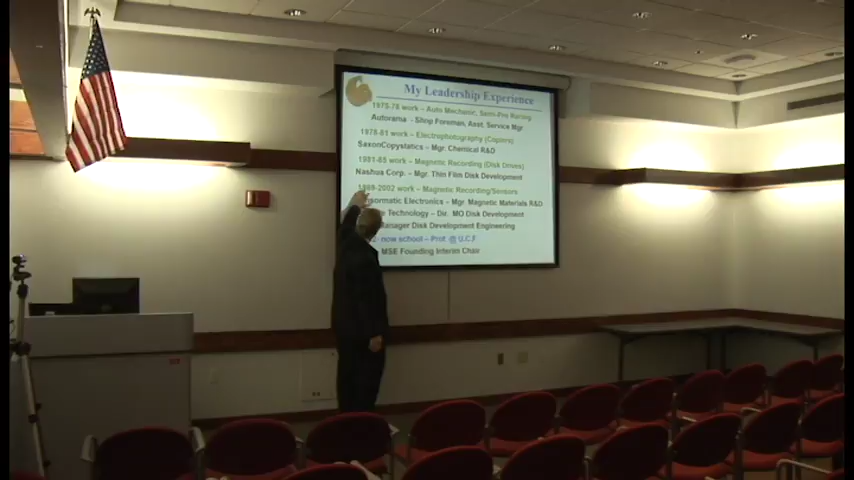 My Leadership Experience
1975-78 work – Auto Mechanic, Semi-Pro Racing
Autorama - Shop Foreman, Asst. Service Mgr
1978-81 work – Electrophotography (Copiers)
SaxonCopystatics – Mgr. Chemical R&D
1981-85 work – Magnetic Recording (Disk Drives)
Nashua Corp. – Mgr. Thin Film Disk Development
-2002 work – Magnetic Recording/Sensors
sormatic Electronics – Mgr. Magnetic Materials R&D
Technology – Dir. MO Disk Development
anager Disk Development Engineering
now school – Prof @ U.C.F
MSE Founding Interim Chair